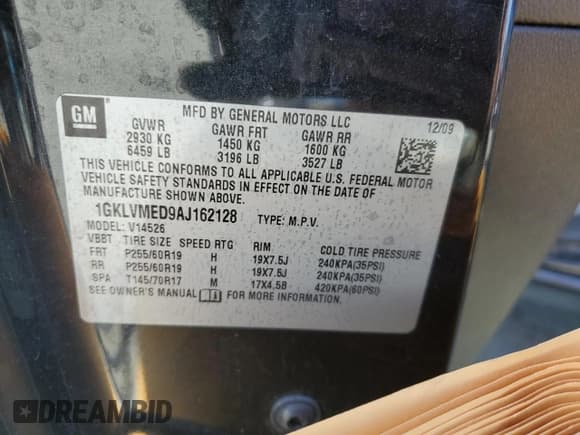 GM
MFD BY GENERAL MOTORS LLC
12/09
GVWR GAWR FRT GAWR RR
2930 KG 1450 KG 1600 KG
6459 LB 3196 LB 3527 LB
THIS VEHICLE CONFORMS TO ALL APPLICABLE U.S. FEDERAL MOTOR
VEHICLE SAFETY STANDARDS IN EFFECT ON THE DATE OF
MANUFACTURE SHOWN ABOVE.
1GKLVMED9AJ162128 TYPE: M.P.V.
MODEL: V14526
VBBT TIRE SIZE SPEED RTG RIM COLD TIRE PRESSURE
FRT P255/60R19 H 19X7.5J 240KPA(35PSI)
RR P255/60R19 H 19X7.5J 240KPA(35PSI)
SPA T145/70R17 M 17X4.5B 420KPA(60PSI)
SEE OWNER'S MANUAL FOR MORE INFORMATION.
DREAMBID